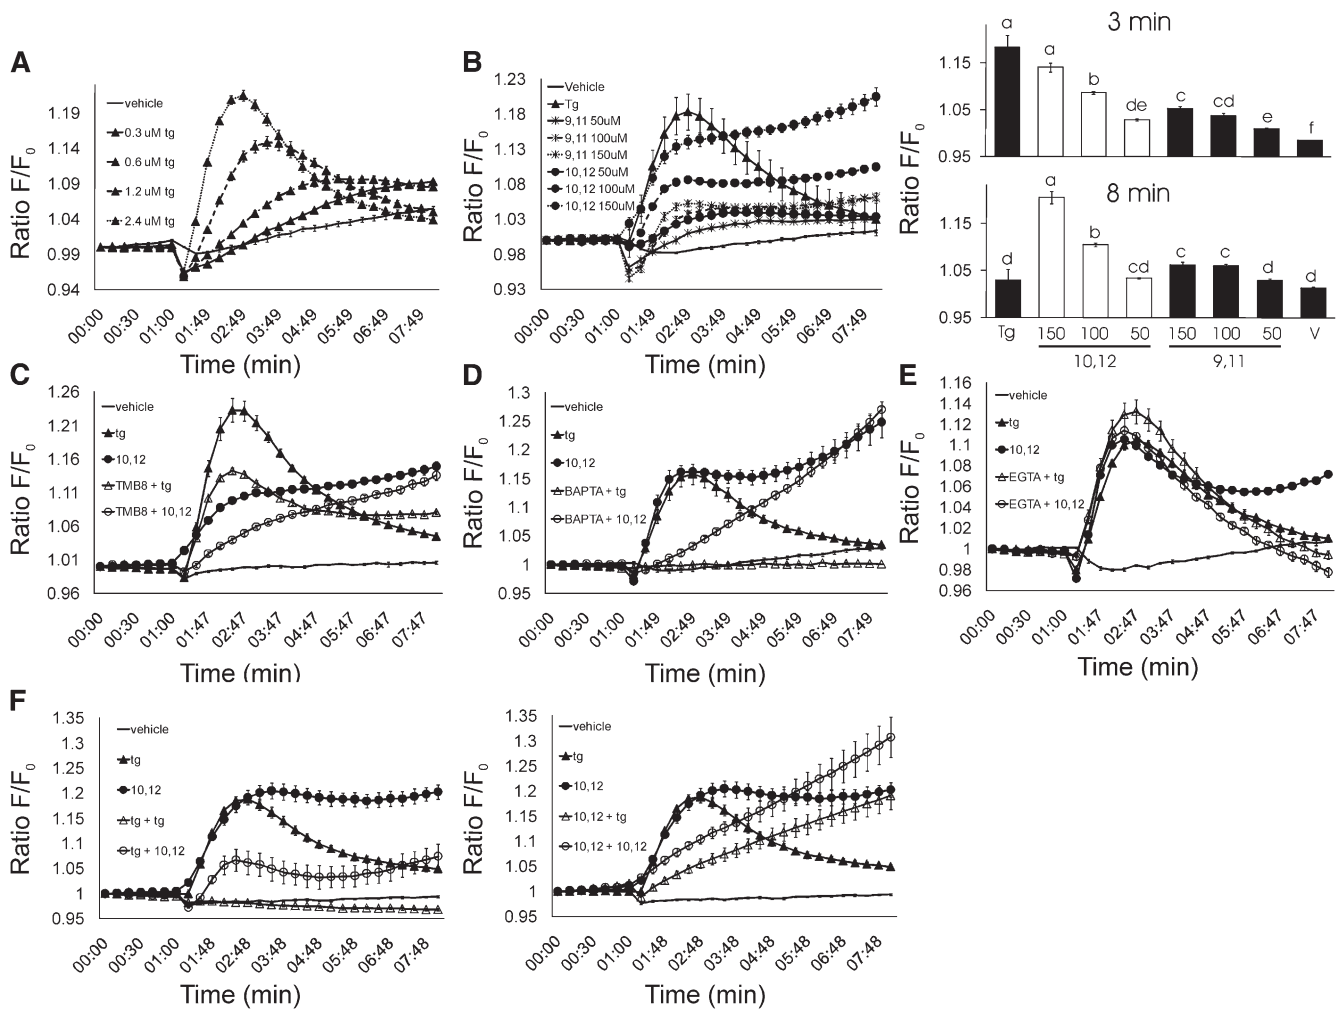 A
Ratio F/F0
1.19
1.14
1.09
1.04
0.99
0.94
vehicle
0.3 uM tg
0.6 uM tg
1.2 uM tg
2.4 uM tg
00:00
00:30
01:00
01:49
02:49
03:49
04:49
05:49
06:49
07:49
Time (min)
B
Ratio F/F0
1.23
1.18
1.13
1.08
1.03
0.98
0.93
Vehicle
Tg
9,11 50uM
9,11 100uM
9,11 150uM
10,12 50uM
10,12 100uM
10,12 150uM
00:00
00:30
01:00
01:49
02:49
03:49
04:49
05:49
06:49
07:49
Time (min)
3 min
Ratio F/F0
1.15
1.05
0.95
a
a
b
de
c
cd
e
f
8 min
Ratio F/F0
1.15
1.05
0.95
d
a
b
cd
c
c
d
d
Tg 150 100 50 150 100 50 V
10,12 9,11
C
Ratio F/F0
1.26
1.21
1.16
1.11
1.06
1.01
0.96
vehicle
tg
10,12
TMB8 + tg
TMB8 + 10,12
00:00
00:30
01:00
01:47
02:47
03:47
04:47
05:47
06:47
07:47
Time (min)
D
Ratio F/F0
1.3
1.25
1.2
1.15
1.1
1.05
1
0.95
vehicle
tg
10,12
BAPTA + tg
BAPTA + 10,12
00:00
00:30
01:00
01:49
02:49
03:49
04:49
05:49
06:49
07:49
Time (min)
E
Ratio F/F0
1.16
1.14
1.12
1.1
1.08
1.06
1.04
1.02
1
0.98
0.96
vehicle
tg
10,12
EGTA + tg
EGTA + 10,12
00:00
00:30
01:00
01:47
02:47
03:47
04:47
05:47
06:47
07:47
Time (min)
F
Ratio F/F0
1.35
1.3
1.25
1.2
1.15
1.1
1.05
1
0.95
vehicle
tg
10,12
tg + tg
tg + 10,12
00:00
00:30
01:00
01:48
02:48
03:48
04:48
05:48
06:48
07:48
Time (min)
Ratio F/F0
1.35
1.3
1.25
1.2
1.15
1.1
1.05
1
0.95
vehicle
tg
10,12
10,12 + tg
10,12 + 10,12
00:00
00:30
01:00
01:48
02:48
03:48
04:48
05:48
06:48
07:48
Time (min)